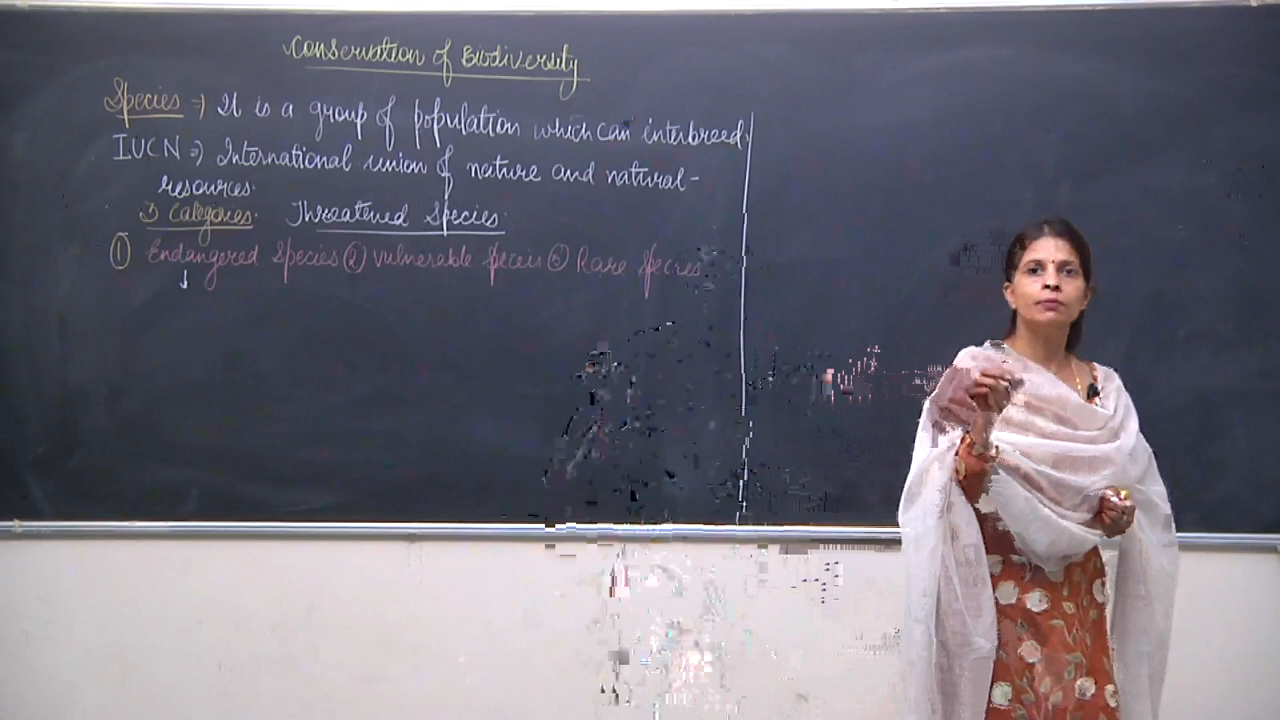 Conservation of Biodiversity
Species => It is a group of population which can interbreed.
IUCN => International union of nature and natural-
resources.
3 Categories. Threatened Species.
① Endangered Species ② Vulnerable Species ③ Rare Species
↓